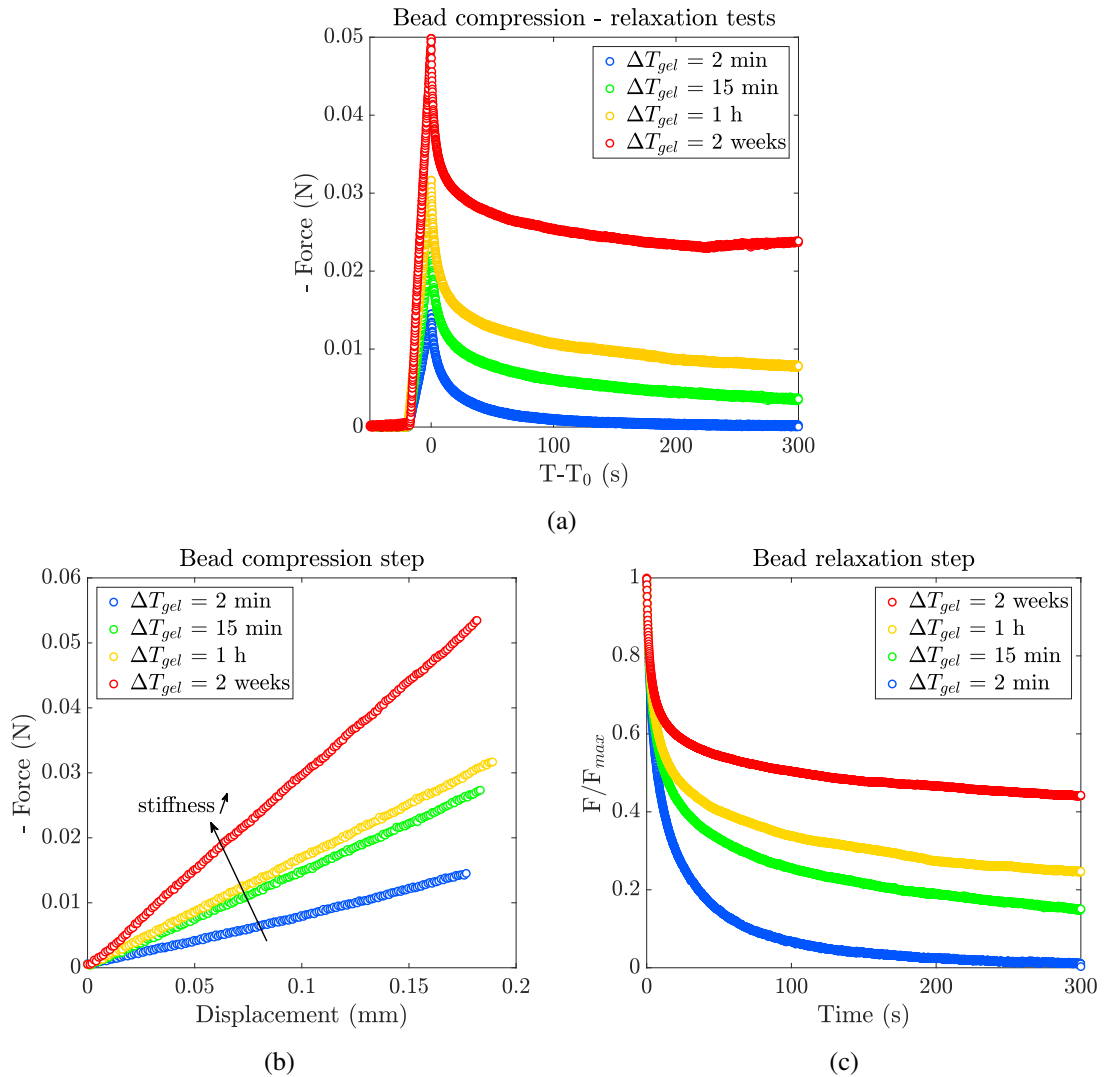 Bead compression - relaxation tests
0.05
0.04
0.03
0.02
0.01
0
- Force (N)
ΔT_gel = 2 min
ΔT_gel = 15 min
ΔT_gel = 1 h
ΔT_gel = 2 weeks
0 100 200 300
T-T_0 (s)
(a)
Bead compression step
0.06
0.05
0.04
0.03
0.02
0.01
0
- Force (N)
ΔT_gel = 2 min
ΔT_gel = 15 min
ΔT_gel = 1 h
ΔT_gel = 2 weeks
stiffness
0 0.05 0.1 0.15 0.2
Displacement (mm)
(b)
Bead relaxation step
1
0.8
0.6
0.4
0.2
0
F/F_max
ΔT_gel = 2 weeks
ΔT_gel = 1 h
ΔT_gel = 15 min
ΔT_gel = 2 min
0 100 200 300
Time (s)
(c)